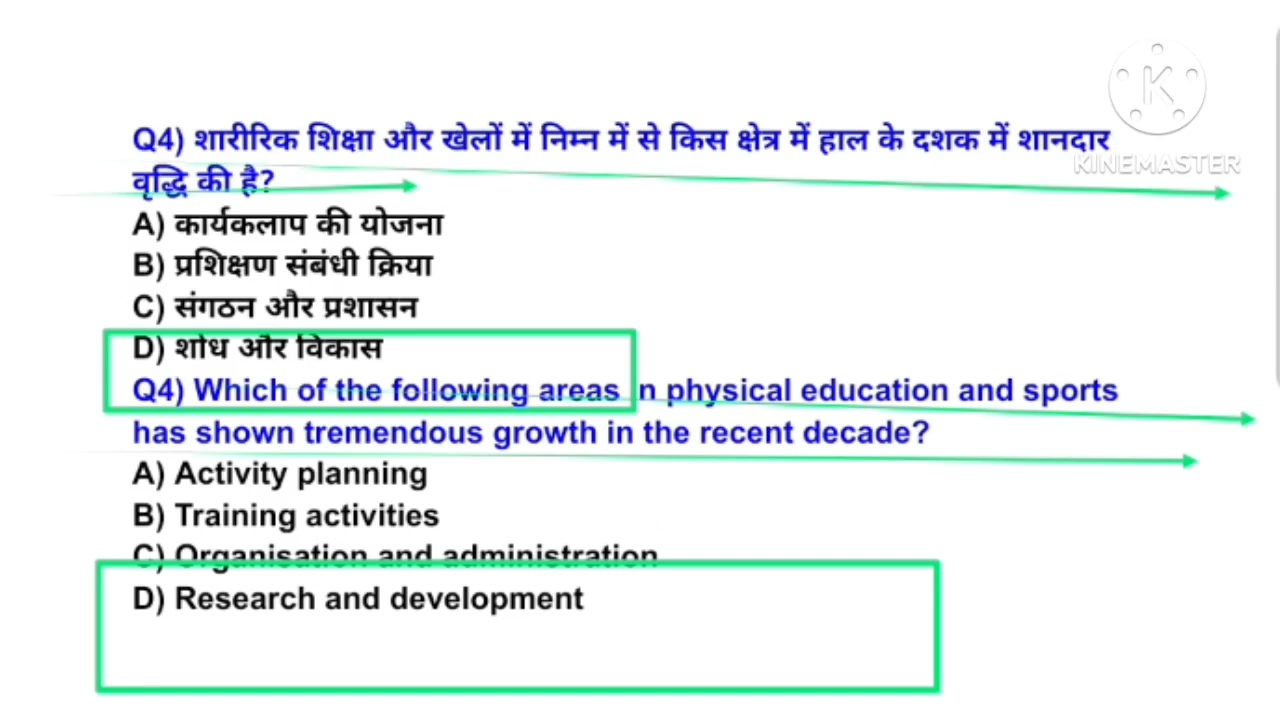 Q4) शारीरिक शिक्षा और खेलों में निम्न में से किस क्षेत्र में हाल के दशक में शानदार
वृद्धि की है?
A) कार्यकलाप की योजना
B) प्रशिक्षण संबंधी क्रिया
C) संगठन और प्रशासन
D) शोध और विकास
Q4) Which of the following areas in physical education and sports
has shown tremendous growth in the recent decade?
A) Activity planning
B) Training activities
C) Organisation and administration
D) Research and development
K
KINEMASTER